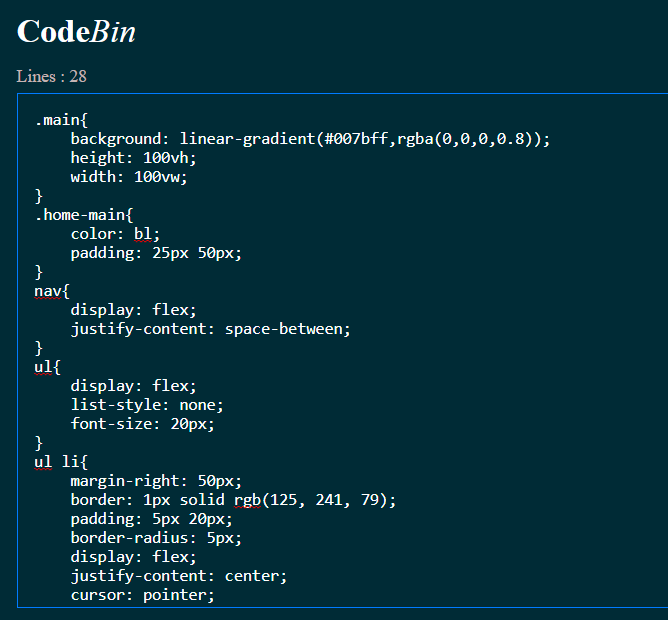 CodeBin
Lines : 28
.main{
    background: linear-gradient(#007bff,rgba(0,0,0,0.8));
    height: 100vh;
    width: 100vw;
}
.home-main{
    color: bl;
    padding: 25px 50px;
}
nav{
    display: flex;
    justify-content: space-between;
}
ul{
    display: flex;
    list-style: none;
    font-size: 20px;
}
ul li{
    margin-right: 50px;
    border: 1px solid rgb(125, 241, 79);
    padding: 5px 20px;
    border-radius: 5px;
    display: flex;
    justify-content: center;
    cursor: pointer;